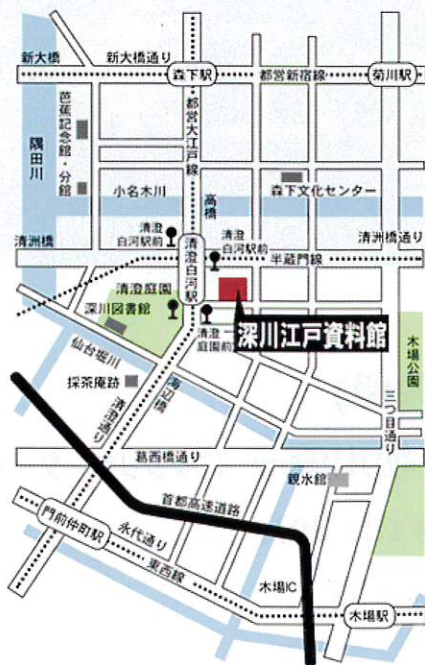 新大橋
新大橋通り
森下駅
都営新宿線
菊川駅
芭蕉記念館・分館
都営大江戸線
隅田川
小名木川
高橋
森下文化センター
清洲橋
清澄
白河駅前
清澄白河駅
清澄
白河駅前
半蔵門線
清洲橋通り
清澄庭園
深川図書館
清澄
庭園前
深川江戸資料館
木場公園
仙台堀川
採茶庵跡
海辺橋
清澄通り
三つ目通り
葛西橋通り
親水館
首都高速道路
門前仲町駅
永代通り
東西線
木場IC
木場駅